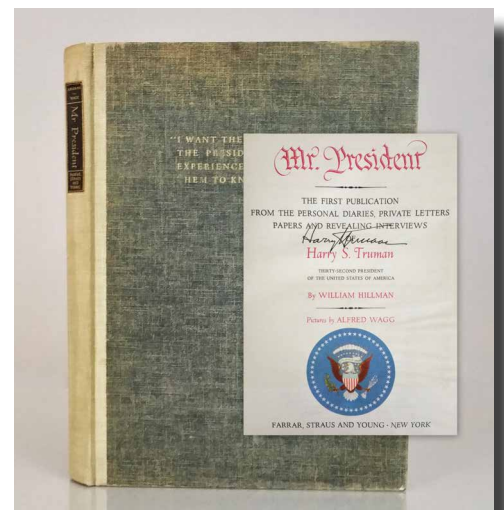 Mr. President
"I WANT THE
THE PRESID
EXPERIENCE
HEM TO KN
Mr. President
THE FIRST PUBLICATION
FROM THE PERSONAL DIARIES, PRIVATE LETTERS
PAPERS AND REVEALING INTERVIEWS
Harry S. Truman
Harry S. Truman
THIRTY-SECOND PRESIDENT
OF THE UNITED STATES OF AMERICA
By WILLIAM HILLMAN
Pictures by ALFRED WAGG
FARRAR, STRAUS AND YOUNG · NEW YORK